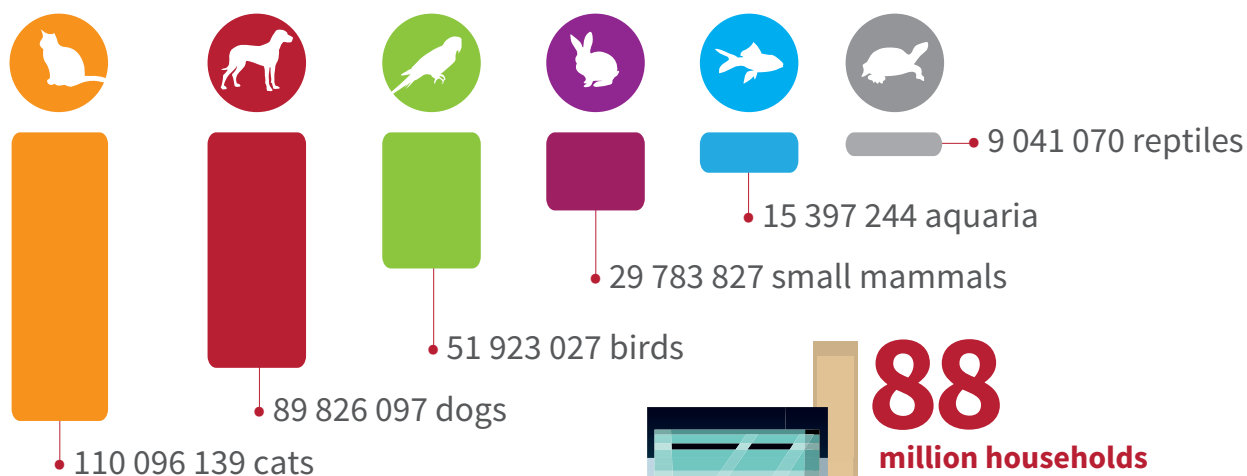 9 041 070 reptiles
15 397 244 aquaria
29 783 827 small mammals
51 923 027 birds
89 826 097 dogs
110 096 139 cats
88
million households